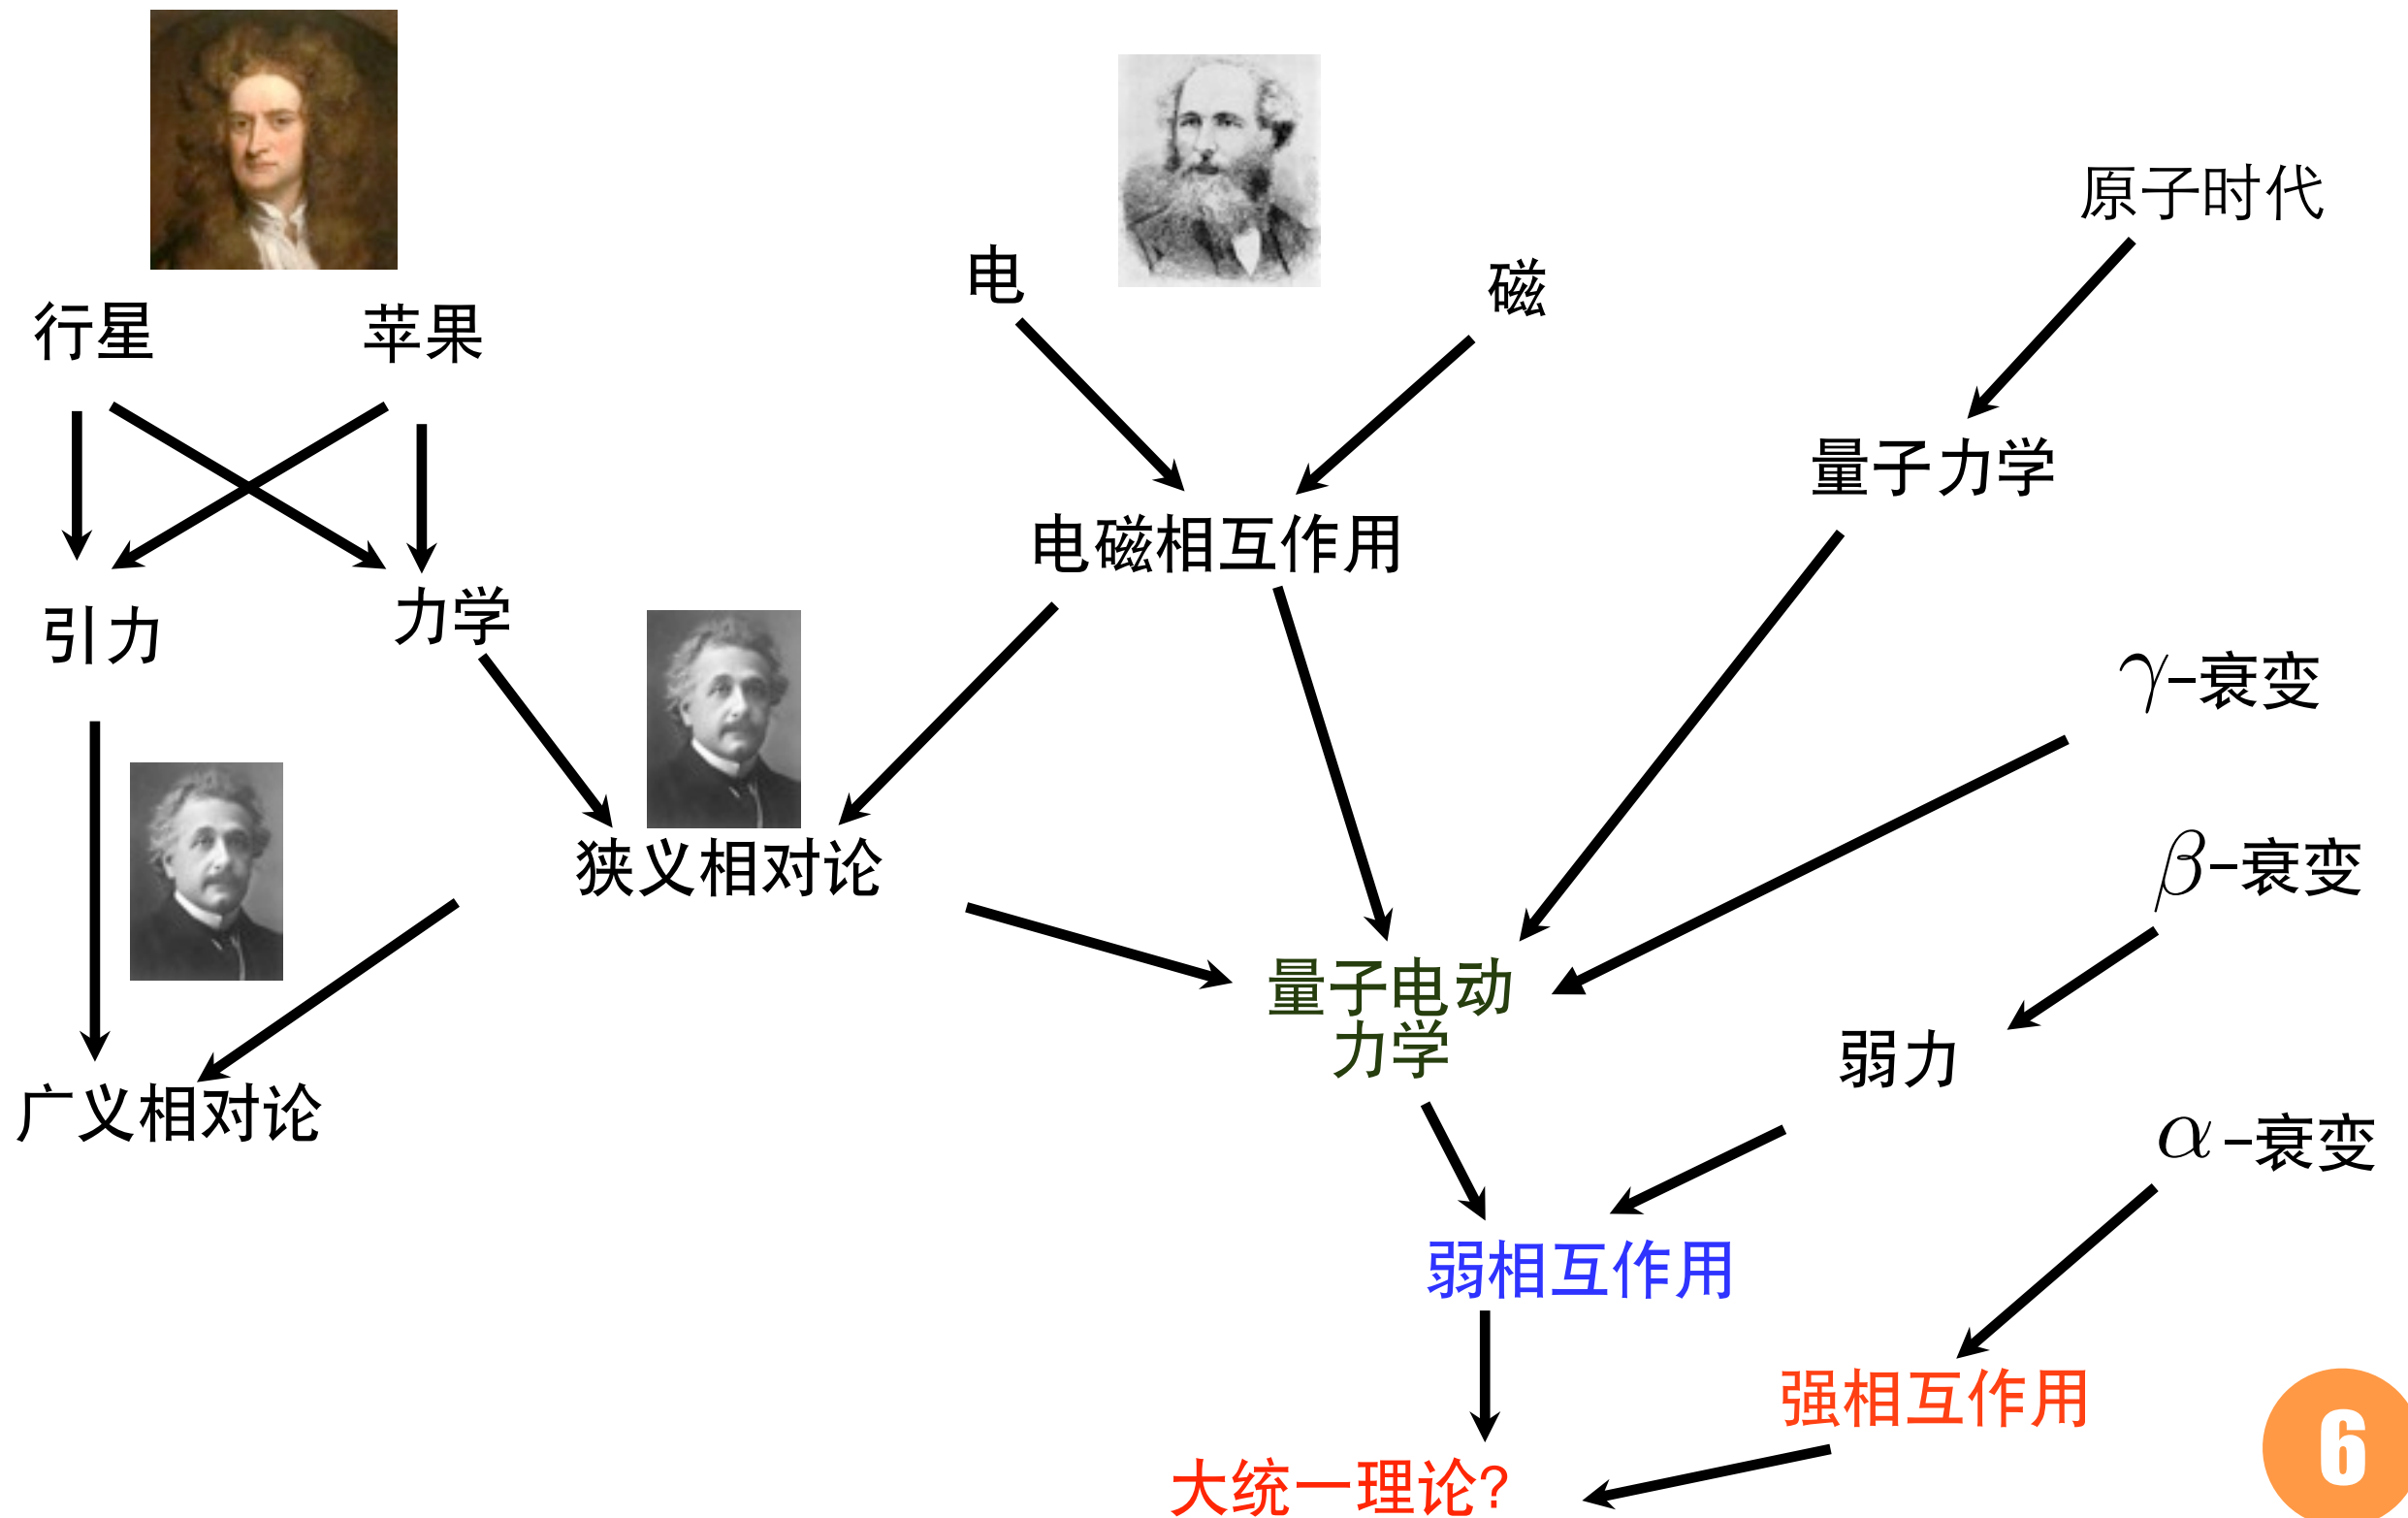 原子时代
电
磁
行星
苹果
量子力学
电磁相互作用
引力
力学
γ-衰变
狭义相对论
β-衰变
量子电动
力学
弱力
广义相对论
α-衰变
弱相互作用
强相互作用
大统一理论?
6